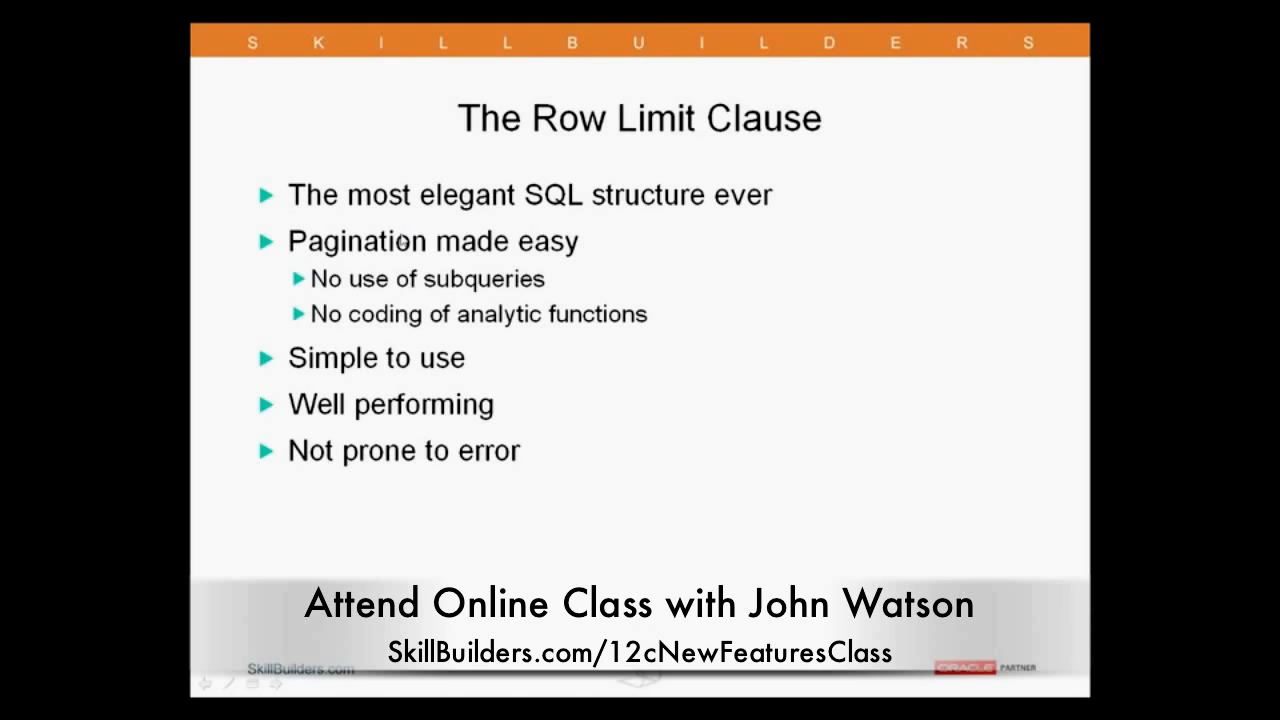 S K I L L B U I L D E R S
The Row Limit Clause
The most elegant SQL structure ever
Pagination made easy
No use of subqueries
No coding of analytic functions
Simple to use
Well performing
Not prone to error
Attend Online Class with John Watson
SkillBuilders.com/12cNewFeaturesClass
SkillBuilders.com
ORACLE PARTNER